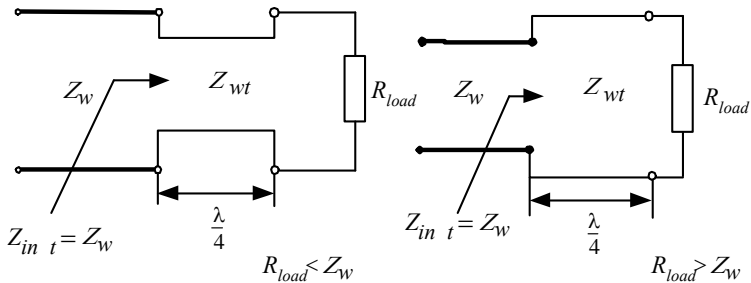 Z_w
Z_wt
R_load
λ/4
Z_in t = Z_w
R_load < Z_w
Z_w
Z_wt
R_load
λ/4
Z_in t = Z_w
R_load > Z_w